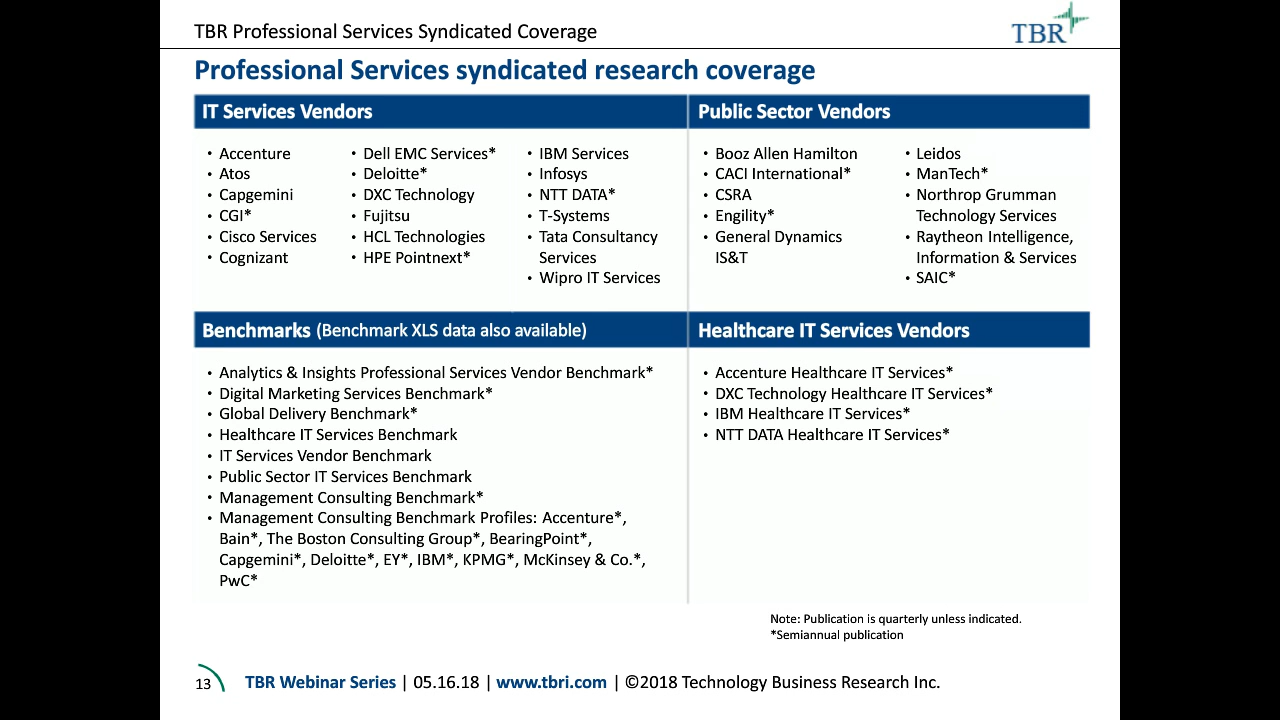 TBR Professional Services Syndicated Coverage
TBR
Professional Services syndicated research coverage
IT Services Vendors
• Accenture
• Atos
• Capgemini
• CGI*
• Cisco Services
• Cognizant
• Dell EMC Services*
• Deloitte*
• DXC Technology
• Fujitsu
• HCL Technologies
• HPE Pointnext*
• IBM Services
• Infosys
• NTT DATA*
• T-Systems
• Tata Consultancy
Services
• Wipro IT Services
Public Sector Vendors
• Booz Allen Hamilton
• CACI International*
• CSRA
• Engility*
• General Dynamics
IS&T
• Leidos
• ManTech*
• Northrop Grumman
Technology Services
• Raytheon Intelligence,
Information & Services
• SAIC*
Benchmarks (Benchmark XLS data also available)
• Analytics & Insights Professional Services Vendor Benchmark*
• Digital Marketing Services Benchmark*
• Global Delivery Benchmark*
• Healthcare IT Services Benchmark
• IT Services Vendor Benchmark
• Public Sector IT Services Benchmark
• Management Consulting Benchmark*
• Management Consulting Benchmark Profiles: Accenture*,
Bain*, The Boston Consulting Group*, BearingPoint*,
Capgemini*, Deloitte*, EY*, IBM*, KPMG*, McKinsey & Co.*,
PwC*
Healthcare IT Services Vendors
• Accenture Healthcare IT Services*
• DXC Technology Healthcare IT Services*
• IBM Healthcare IT Services*
• NTT DATA Healthcare IT Services*
Note: Publication is quarterly unless indicated.
*Semiannual publication
13
TBR Webinar Series | 05.16.18 | www.tbri.com | ©2018 Technology Business Research Inc.